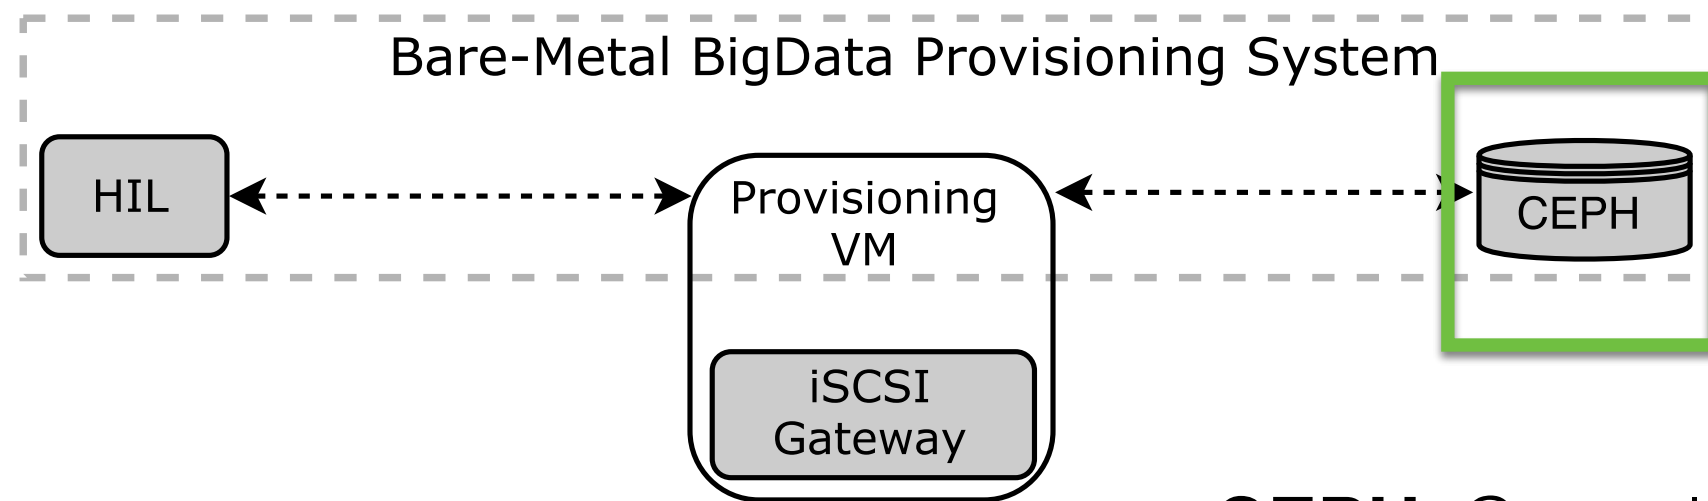 Bare-Metal BigData Provisioning System
HIL
Provisioning
VM
CEPH
iSCSI
Gateway